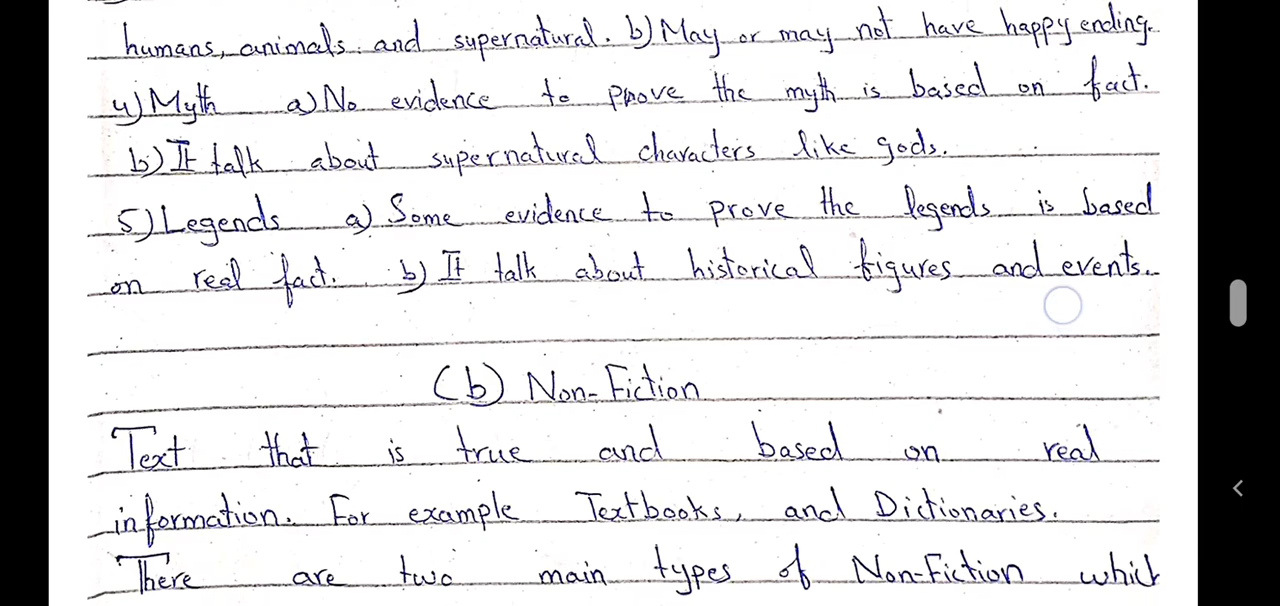 humans, animals and supernatural. b) May or may not have happy ending.
4) Myth a) No evidence to prove the myth is based on fact.
b) It talk about supernatural characters like gods.
5) Legends a) Some evidence to prove the legends is based
on real fact. b) It talk about historical figures and events.
(b) Non-Fiction
Text that is true and based on real
information. For example Textbooks, and Dictionaries.
There are two main types of Non-Fiction which